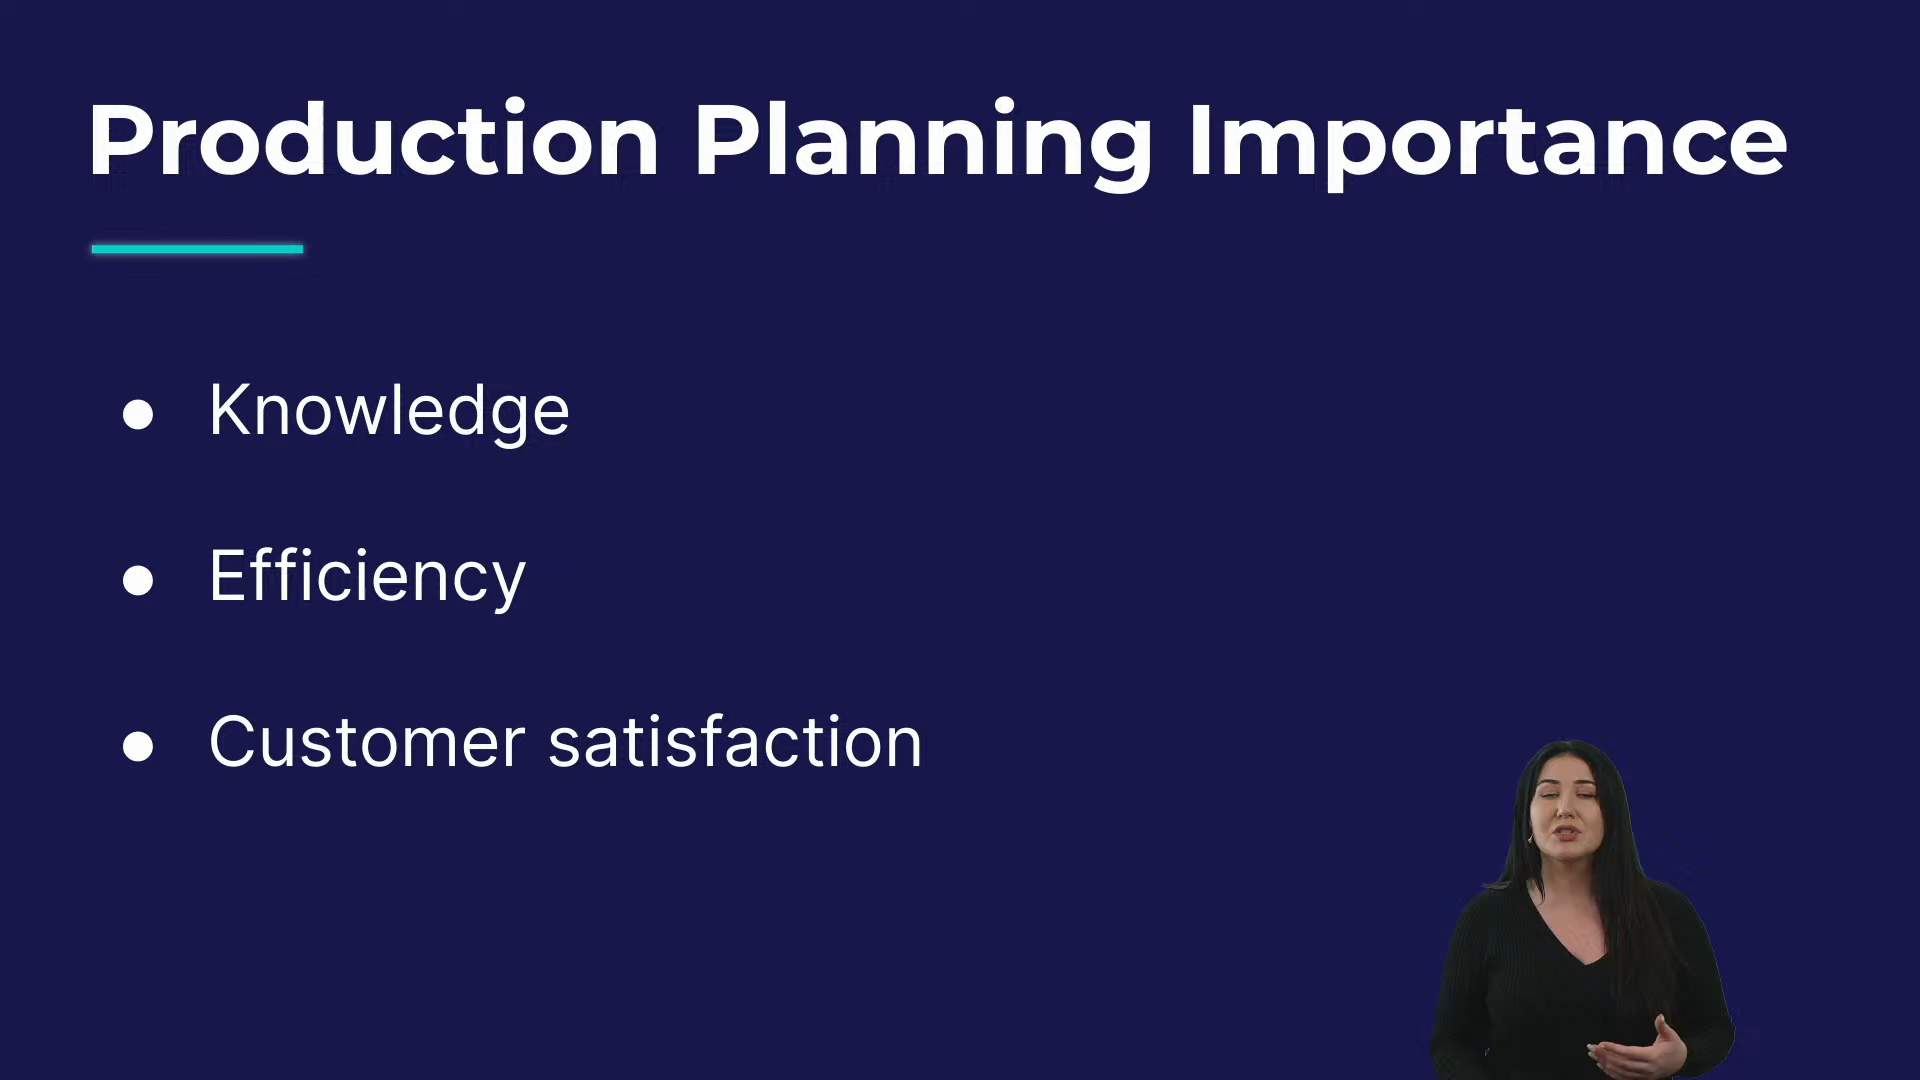 Production Planning Importance
● Knowledge
● Efficiency
● Customer satisfaction